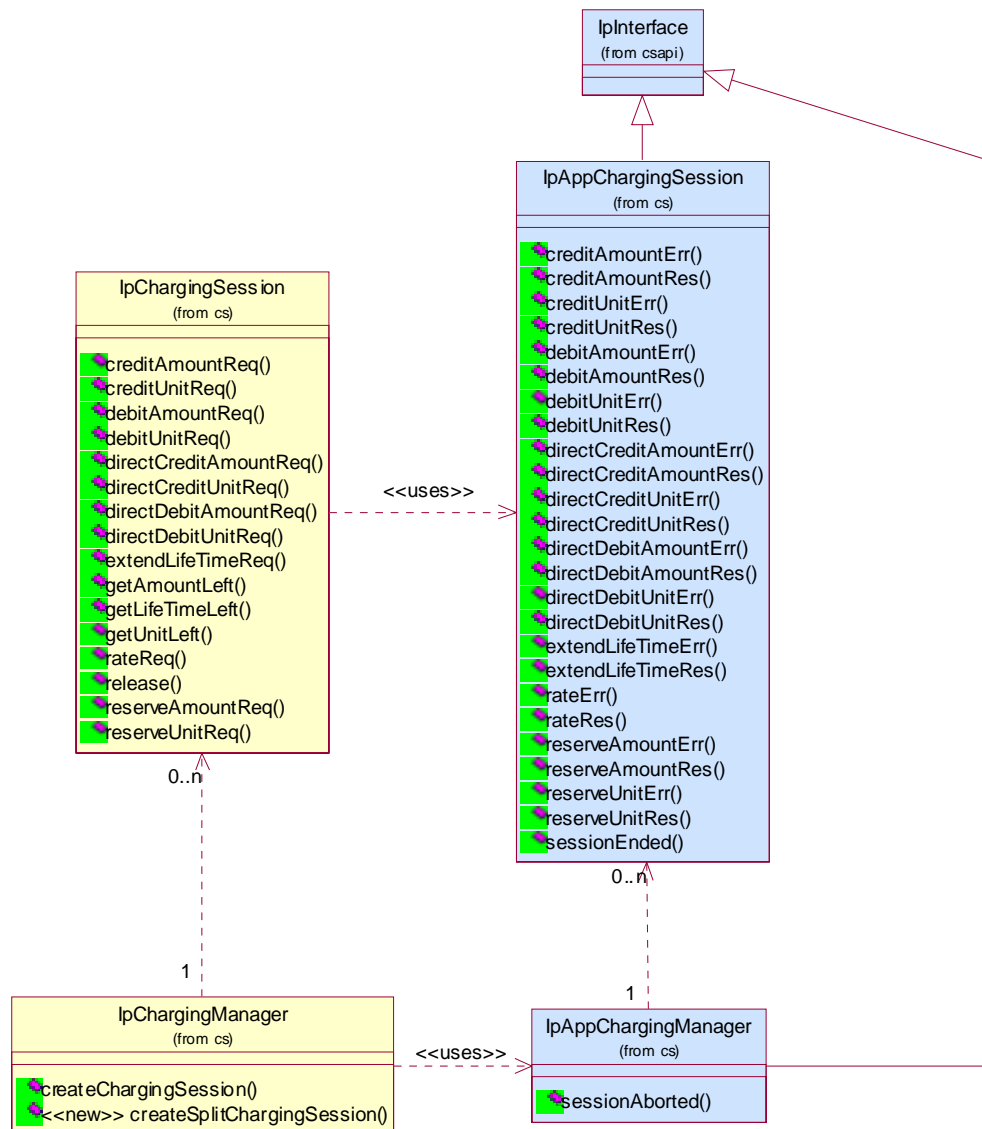 IpInterface
(from csapi)
IpAppChargingSession
(from cs)
creditAmountErr()
creditAmountRes()
creditUnitErr()
creditUnitRes()
debitAmountErr()
debitAmountRes()
debitUnitErr()
debitUnitRes()
directCreditAmountErr()
directCreditAmountRes()
directCreditUnitErr()
directCreditUnitRes()
directDebitAmountErr()
directDebitAmountRes()
directDebitUnitErr()
directDebitUnitRes()
extendLifeTimeErr()
extendLifeTimeRes()
rateErr()
rateRes()
reserveAmountErr()
reserveAmountRes()
reserveUnitErr()
reserveUnitRes()
sessionEnded()
IpChargingSession
(from cs)
creditAmountReq()
creditUnitReq()
debitAmountReq()
debitUnitReq()
directCreditAmountReq()
directCreditUnitReq()
directDebitAmountReq()
directDebitUnitReq()
extendLifeTimeReq()
getAmountLeft()
getLifeTimeLeft()
getUnitLeft()
rateReq()
release()
reserveAmountReq()
reserveUnitReq()
<<uses>>
0..n
0..n
1
1
IpChargingManager
(from cs)
createChargingSession()
<<new>> createSplitChargingSession()
<<uses>>
IpAppChargingManager
(from cs)
sessionAborted()